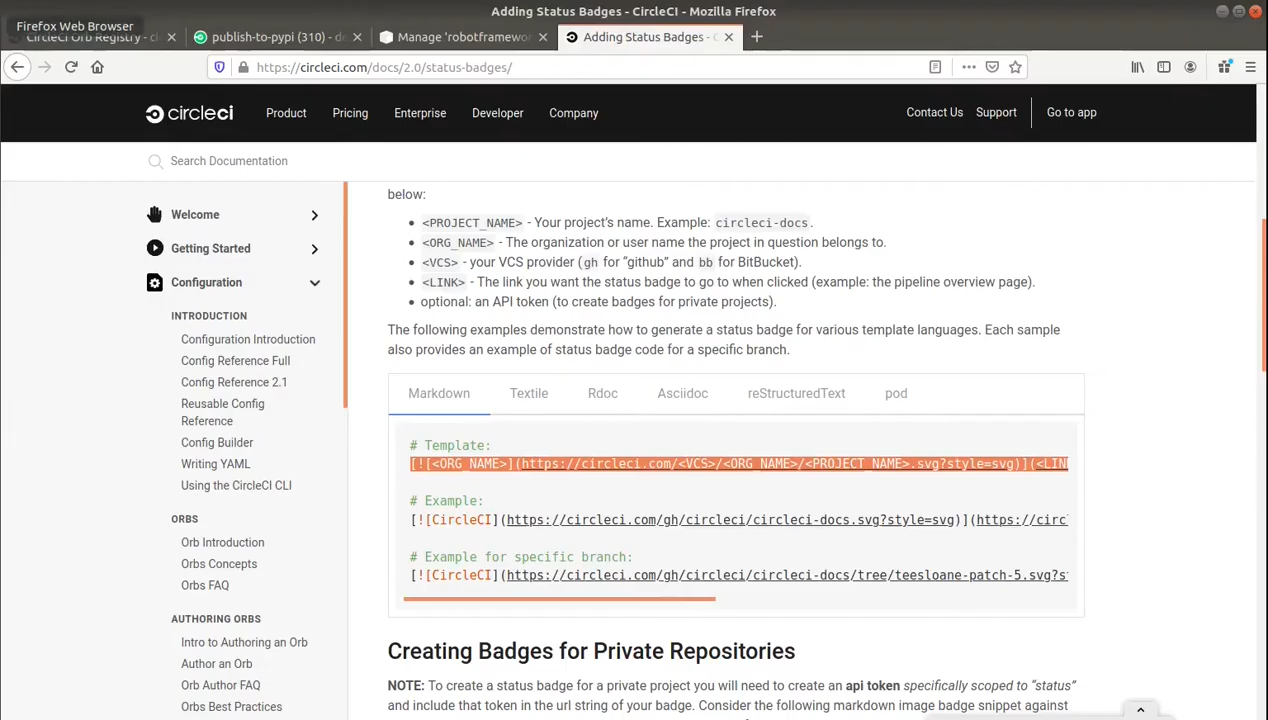 Adding Status Badges - CircleCI - Mozilla Firefox
Firefox Web Browser
CircleCI Orb Registry - ci
publish-to-pypi (310) - de
Manage 'robotframewor
Adding Status Badges - C
https://circleci.com/docs/2.0/status-badges/
circleci
Product
Pricing
Enterprise
Developer
Company
Contact Us
Support
Go to app
Search Documentation
Welcome
Getting Started
Configuration
INTRODUCTION
Configuration Introduction
Config Reference Full
Config Reference 2.1
Reusable Config
Reference
Config Builder
Writing YAML
Using the CircleCI CLI
ORBS
Orb Introduction
Orbs Concepts
Orbs FAQ
AUTHORING ORBS
Intro to Authoring an Orb
Author an Orb
Orb Author FAQ
Orbs Best Practices
below:
<PROJECT_NAME> - Your project's name. Example: circleci-docs.
<ORG_NAME> - The organization or user name the project in question belongs to.
<VCS> - your VCS provider (gh for “github” and bb for BitBucket).
<LINK> - The link you want the status badge to go to when clicked (example: the pipeline overview page).
optional: an API token (to create badges for private projects).
The following examples demonstrate how to generate a status badge for various template languages. Each sample
also provides an example of status badge code for a specific branch.
Markdown
Textile
Rdoc
Asciidoc
reStructuredText
pod
# Template:
[![<ORG_NAME>](https://circleci.com/<VCS>/<ORG_NAME>/<PROJECT_NAME>.svg?style=svg)](<LIN
# Example:
[![CircleCI](https://circleci.com/gh/circleci/circleci-docs.svg?style=svg)](https://circ
# Example for specific branch:
[![CircleCI](https://circleci.com/gh/circleci/circleci-docs/tree/teesloane-patch-5.svg?s
Creating Badges for Private Repositories
NOTE: To create a status badge for a private project you will need to create an api token specifically scoped to “status”
and include that token in the url string of your badge. Consider the following markdown image badge snippet against